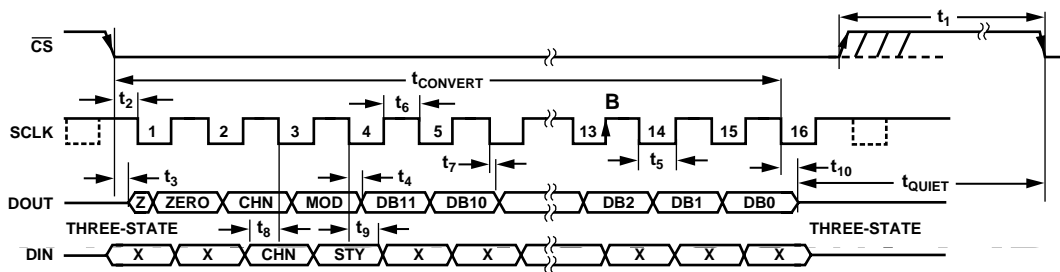 t1
CS
tCONVERT
t2 t6 B
SCLK 1 2 3 4 5 13 14 15 16
t3 t4 t7 t5 t10
tQUIET
DOUT Z ZERO CHN MOD DB11 DB10 DB2 DB1 DB0
THREE-STATE t8 t9 THREE-STATE
DIN X X CHN STY X X X X X